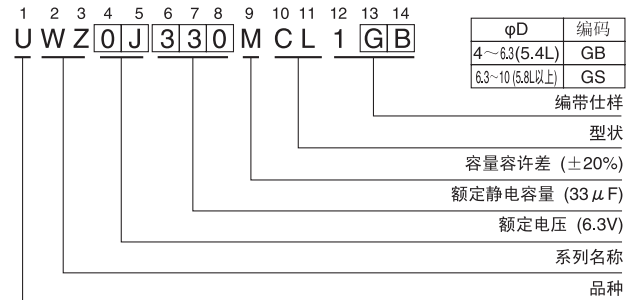 1 2 3 4 5 6 7 8 9 10 11 12 13 14
U W Z 0 J 3 3 0 M C L 1 G B
φD 编码
4～6.3(5.4L) GB
6.3~10 (5.8L以上) GS
编带仕样
型状
容量容许差 (±20%)
额定静电容量 (33μF)
额定电压 (6.3V)
系列名称
品种